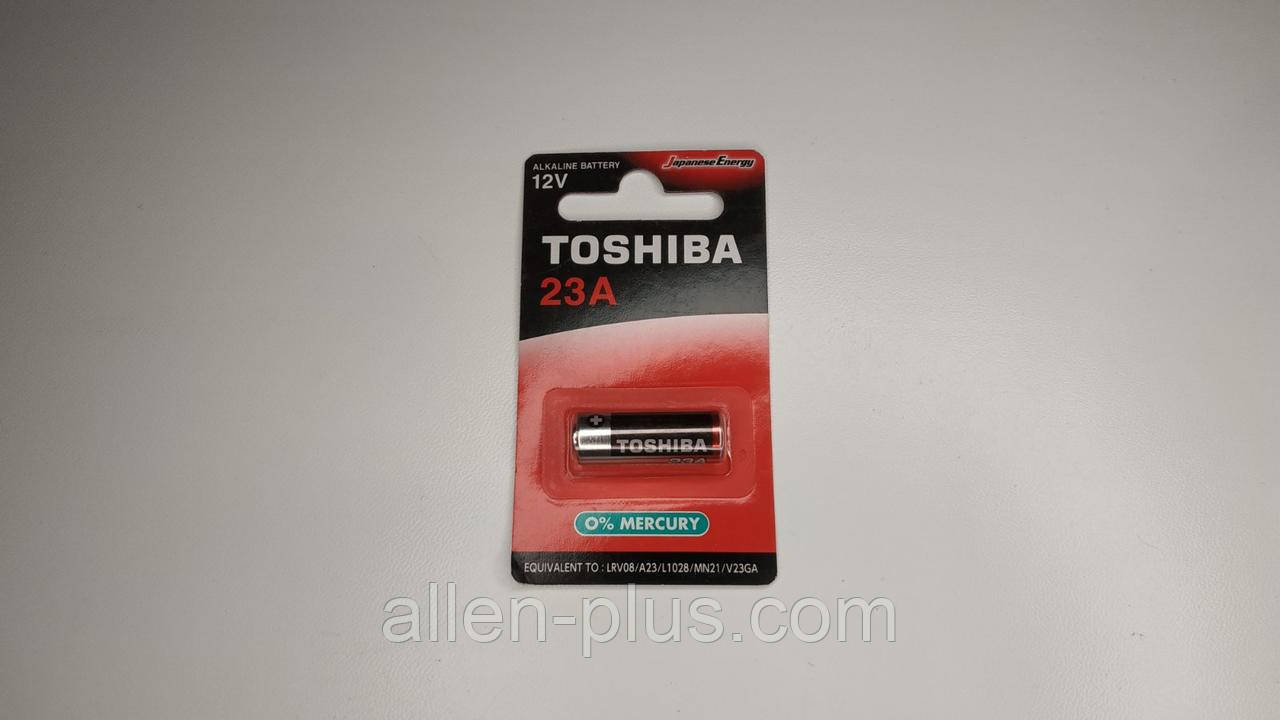 ALKALINE BATTERY
12V
Japanese Energy
TOSHIBA
23A
+
TOSHIBA
23A
0% MERCURY
EQUIVALENT TO : LRV08/A23/L1028/MN21/V23GA
allen-plus.com